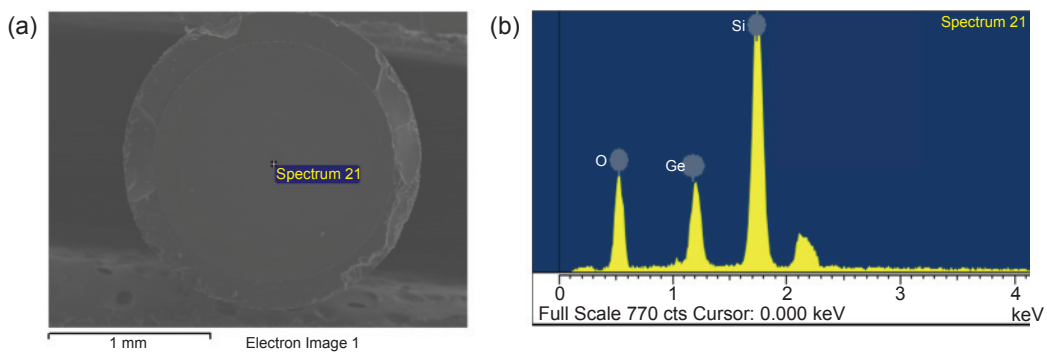 (a)
Spectrum 21
1 mm
Electron Image 1
(b)
Spectrum 21
Si
O
Ge
0
1
2
3
4
Full Scale 770 cts Cursor: 0.000 keV
keV